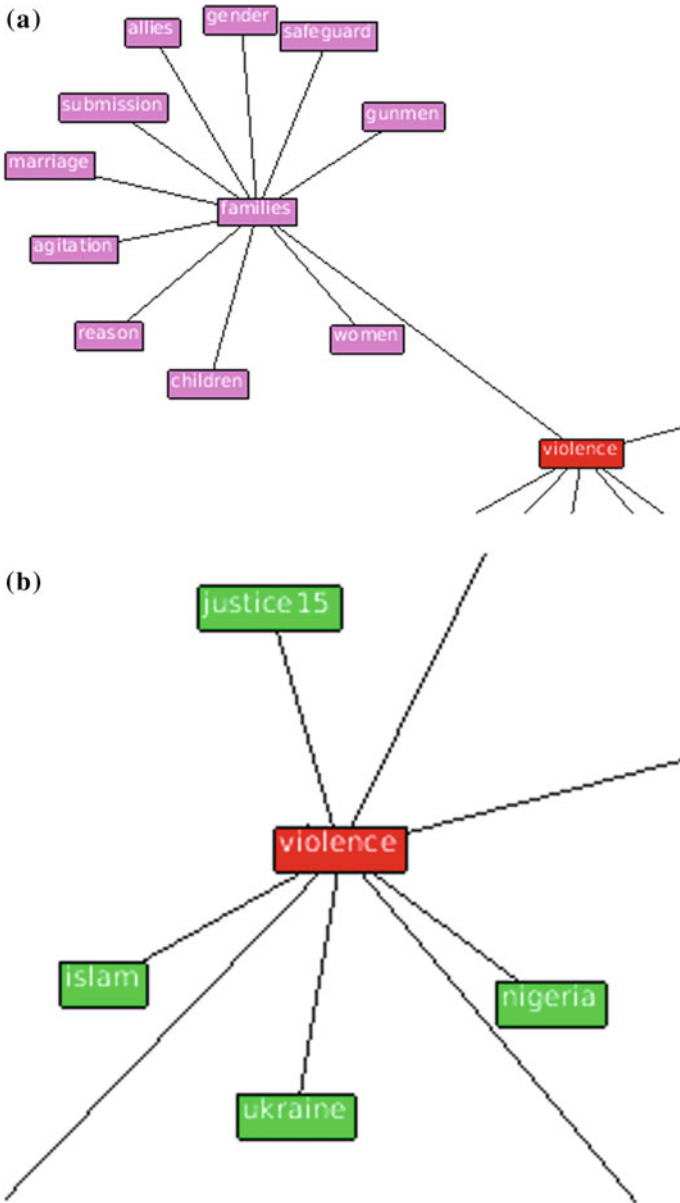 (a)
allies
gender
safeguard
submission
gunmen
marriage
families
agitation
reason
women
children
violence
(b)
justice15
violence
islam
nigeria
ukraine